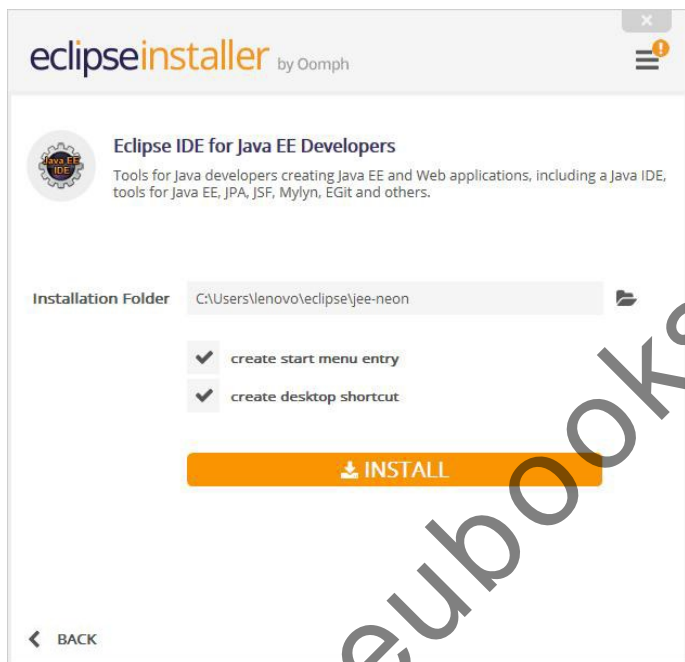 eclipseinstaller by Oomph
Java EE
IDE
Eclipse IDE for Java EE Developers
Tools for Java developers creating Java EE and Web applications, including a Java IDE,
tools for Java EE, JPA, JSF, Mylyn, EGit and others.
Installation Folder C:\Users\lenovo\eclipse\jee-neon
create start menu entry
create desktop shortcut
INSTALL
BACK
eubooks